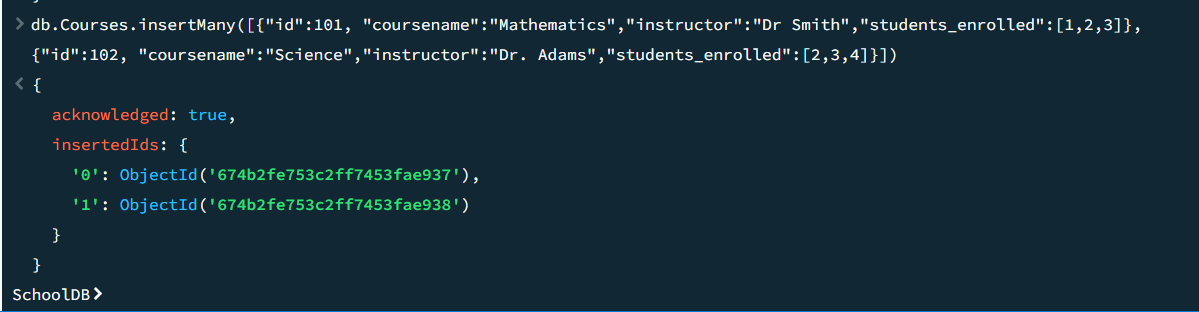 > db.Courses.insertMany([{"id":101, "coursename":"Mathematics","instructor":"Dr Smith","students_enrolled":[1,2,3]},
{"id":102, "coursename":"Science","instructor":"Dr. Adams","students_enrolled":[2,3,4]}])
< {
acknowledged: true,
insertedIds: {
'0': ObjectId('674b2fe753c2ff7453fae937'),
'1': ObjectId('674b2fe753c2ff7453fae938')
}
}
SchoolDB>